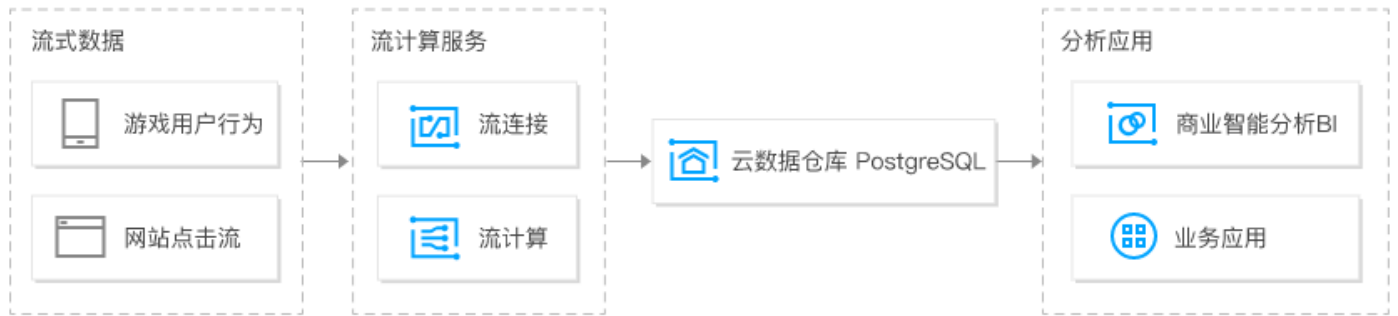 流式数据
游戏用户行为
网站点击流
流计算服务
流连接
流计算
云数据仓库 PostgreSQL
分析应用
商业智能分析BI
业务应用